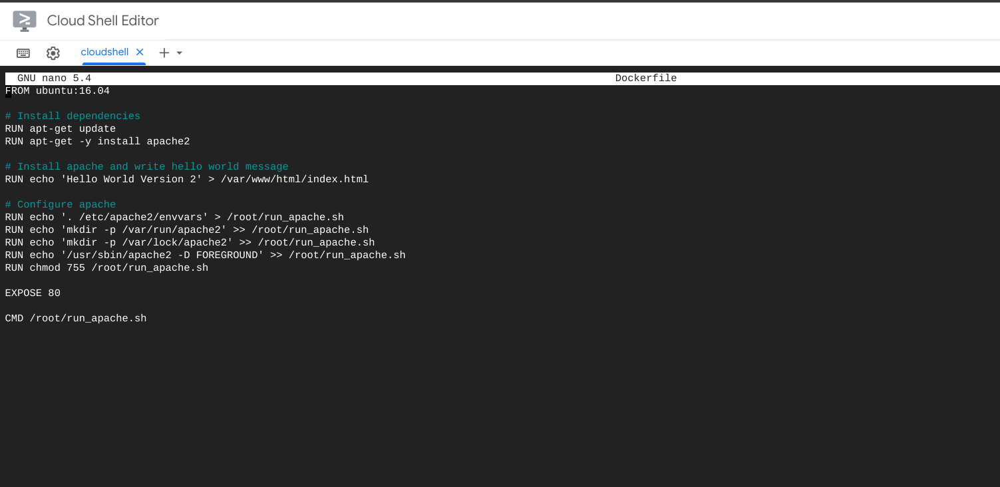 Cloud Shell Editor
cloudshell
GNU nano 5.4 Dockerfile
FROM ubuntu:16.04
# Install dependencies
RUN apt-get update
RUN apt-get -y install apache2
# Install apache and write hello world message
RUN echo 'Hello World Version 2' > /var/www/html/index.html
# Configure apache
RUN echo '. /etc/apache2/envvars' > /root/run_apache.sh
RUN echo 'mkdir -p /var/run/apache2' >> /root/run_apache.sh
RUN echo 'mkdir -p /var/lock/apache2' >> /root/run_apache.sh
RUN echo '/usr/sbin/apache2 -D FOREGROUND' >> /root/run_apache.sh
RUN chmod 755 /root/run_apache.sh
EXPOSE 80
CMD /root/run_apache.sh